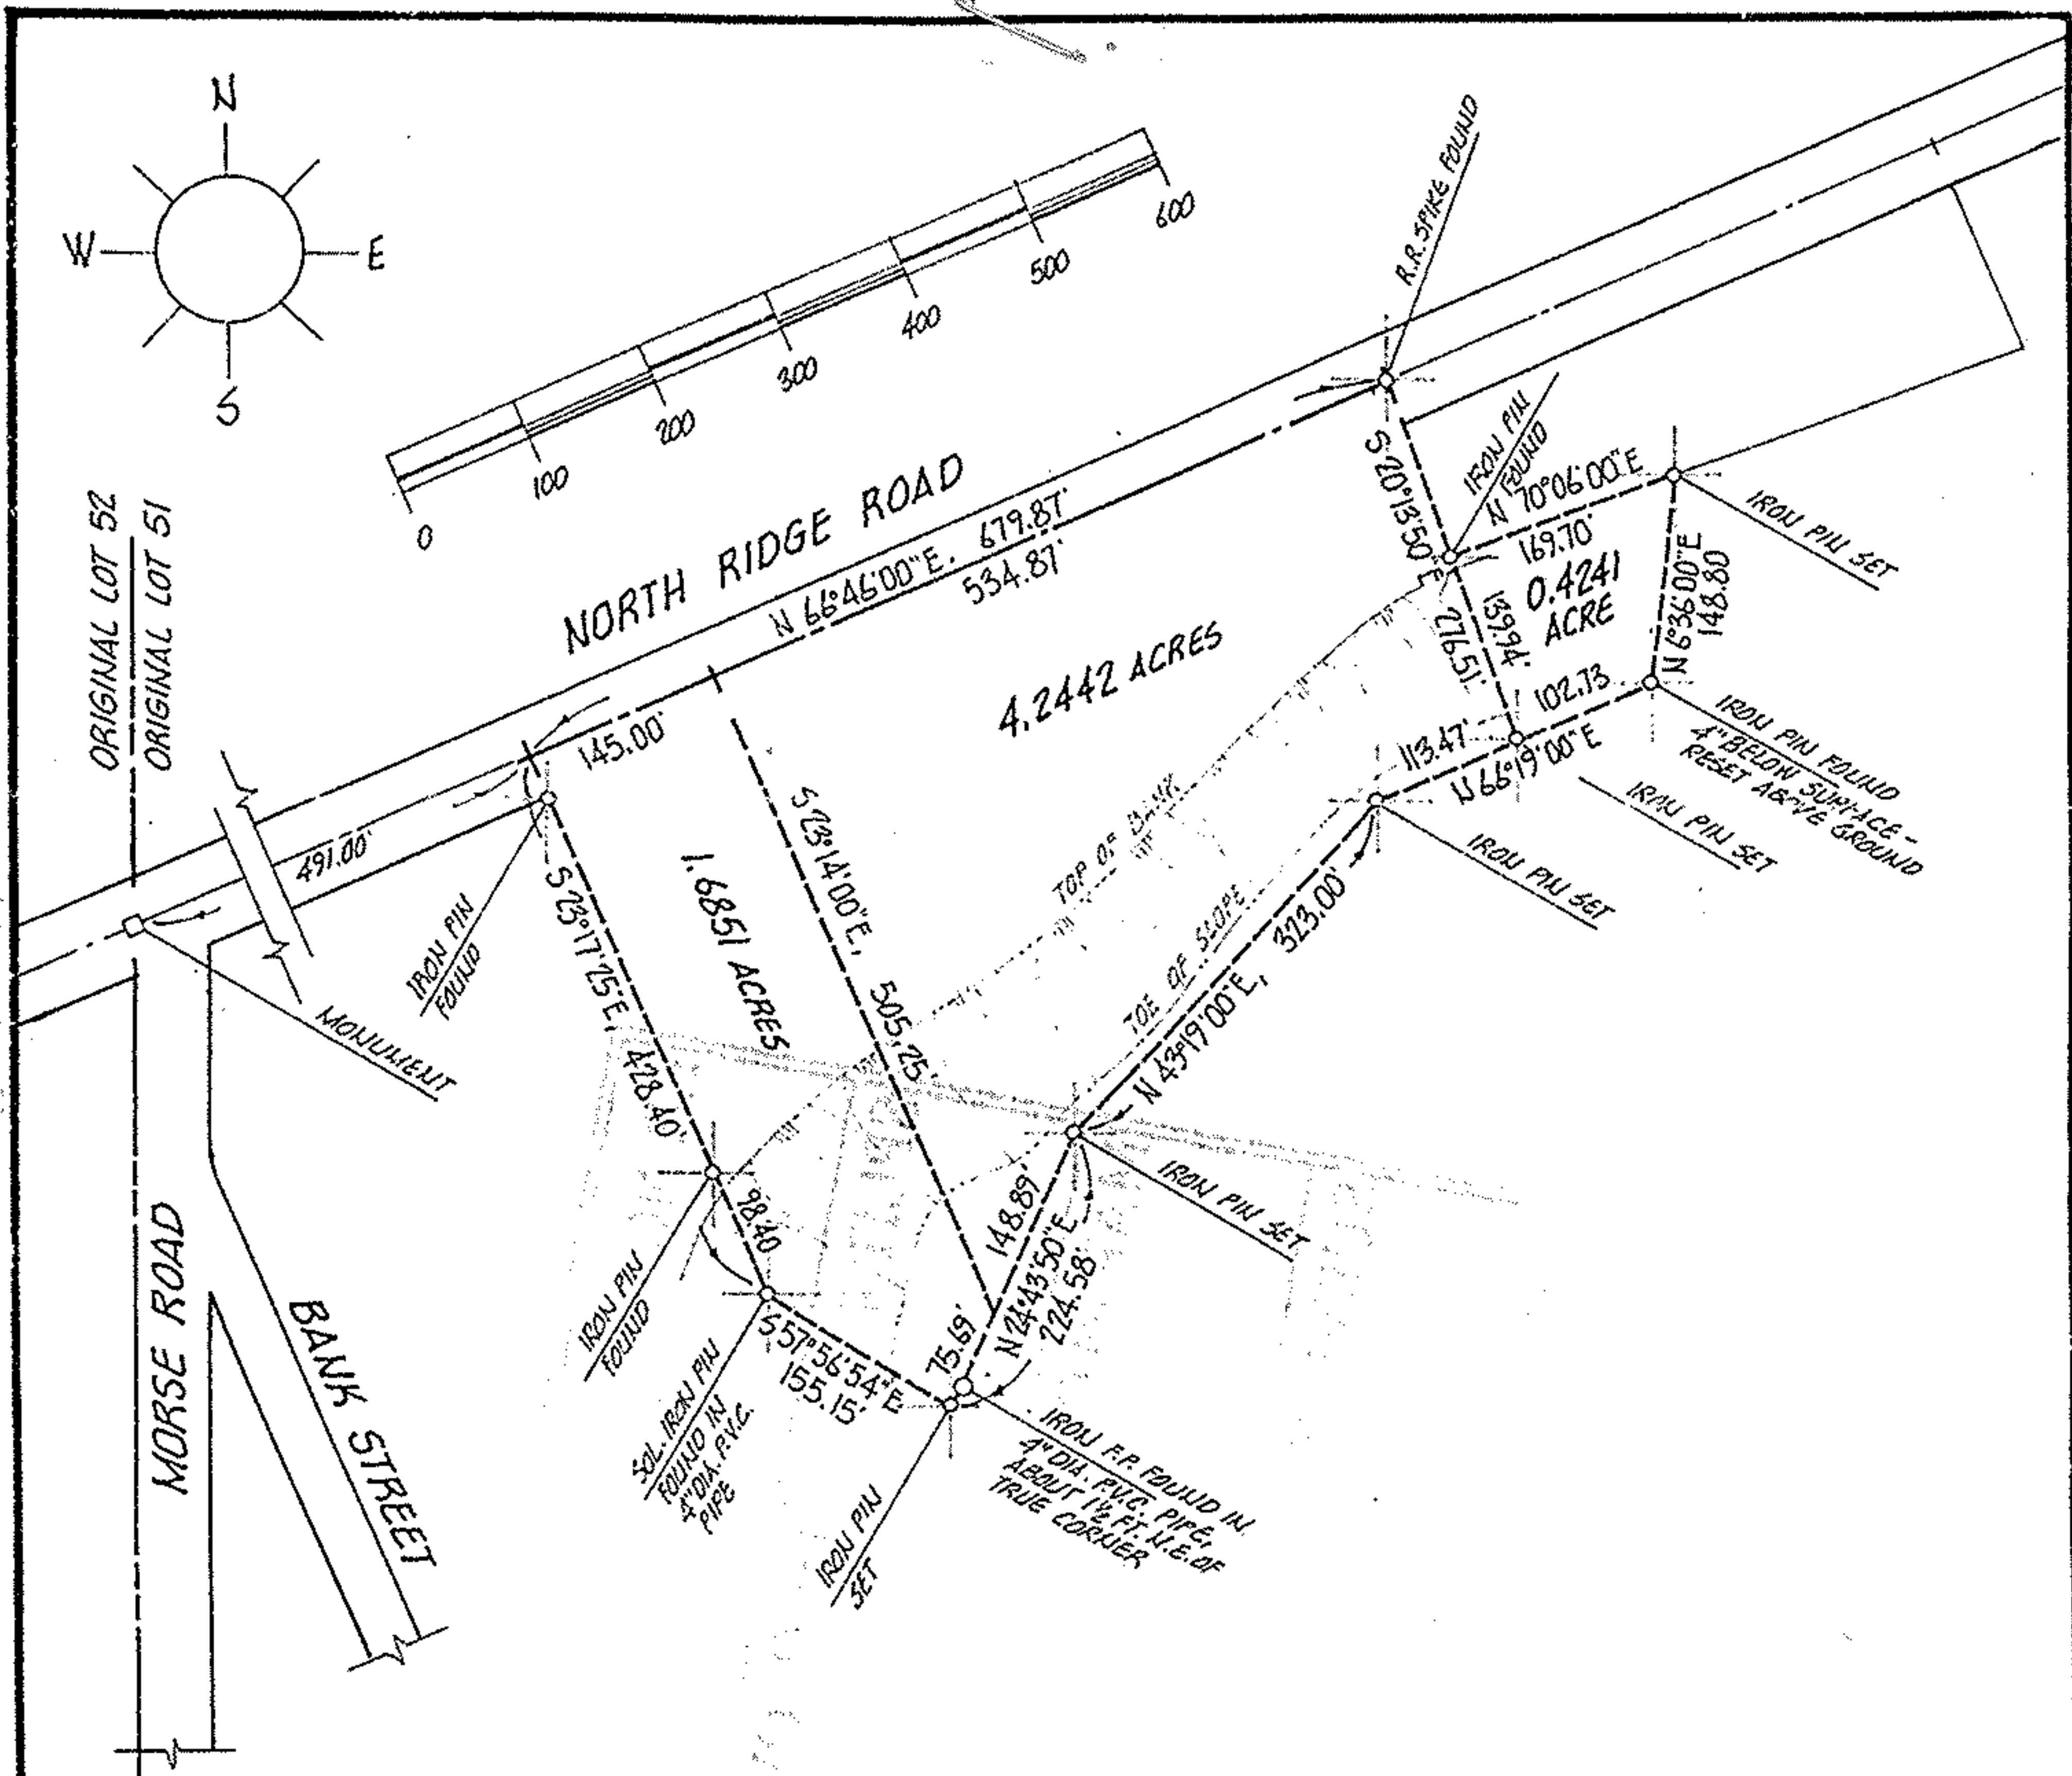 N
W
E
S
0
100
200
300
400
500
600
R.R. SPIKE FOUND
ORIGINAL LOT 52
ORIGINAL LOT 51
NORTH RIDGE ROAD
N 66°46'00"E. 679.87'
534.87'
145.00'
491.00'
MONUMENT
IRON PIN
FOUND
S 20°13'50"E
276.51'
139.94'
IRON PIN
FOUND
N 70°06'00"E
169.70'
0.4241
ACRE
IRON PIN SET
N 6°36'00"E
148.80
102.73
113.47'
N 66°19'00"E
IRON PIN FOUND
4" BELOW SURFACE -
RESET ABOVE GROUND
IRON PIN SET
IRON PIN SET
4.2442 ACRES
TOP OF BANK
TOE OF SLOPE
N 43°19'00"E, 323.00'
S 23°14'00"E, 505.25'
1.6851 ACRES
S 23°17'25"E, 428.40'
98.40
IRON PIN
FOUND
S 57°56'54"E
155.15'
SOL. IRON PIN
FOUND IN
4" DIA. P.V.C.
PIPE
IRON PIN SET
148.89'
N 24°43'50"E
224.58'
75.69'
IRON PIN
SET
IRON P.P. FOUND IN
4" DIA. P.V.C. PIPE,
ABOUT 1½ FT. N.E. OF
TRUE CORNER
MORSE ROAD
BANK STREET